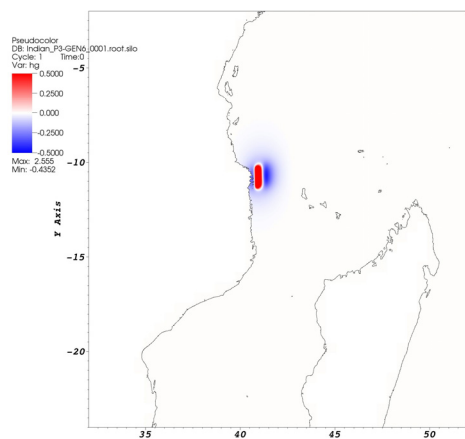 Pseudocolor
DB: Indian_P3-GEN6_0001.root.silo
Cycle: 1 Time:0
Var: hg
0.5000
0.2500
0.000
-0.2500
-0.5000
Max: 2.555
Min: -0.4352
-5
-10
-15
-20
Y Axis
35
40
45
50